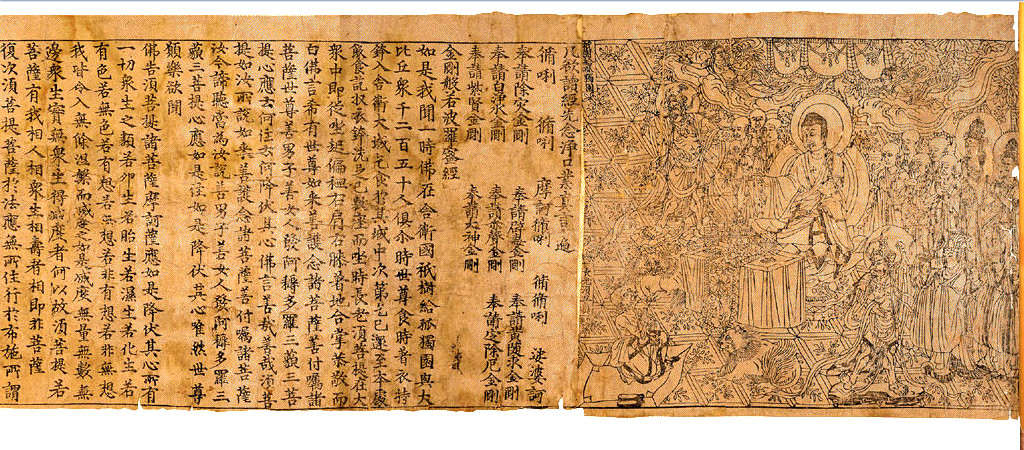 凡欲讀經先念淨口業真言一遍
脩唎 脩唎 摩訶脩唎 脩脩唎 娑婆訶
奉請除灾金剛 奉請辟毒金剛 奉請黃隨求金剛
奉請白淨水金剛 奉請赤聲金剛 奉請定除厄金剛
奉請紫賢金剛 奉請大神金剛
金剛般若波羅蜜經
如是我聞一時佛在舍衛國祇樹給孤獨園與大
比丘衆千二百五十人俱尒時世尊食時著衣持
鉢入舍衛大城乞食於其城中次第乞已還至本處
飯食訖收衣鉢洗足已敷座而坐時長老湏菩提在大
衆中即從座起偏袒右肩右膝著地合掌恭敬而
白佛言希有世尊如來善護念諸菩薩善付囑諸
菩薩世尊善男子善女人發阿耨多羅三藐三菩
提心應云何住云何降伏其心佛言善哉善哉湏菩
提如汝所說如來善護念諸菩薩善付囑諸菩薩
汝今諦聽當為汝說善男子善女人發阿耨多羅三
藐三菩提心應如是住如是降伏其心唯然世尊
願樂欲聞
佛告湏菩提諸菩薩摩訶薩應如是降伏其心所有
一切衆生之類若卵生若胎生若濕生若化生若
有色若無色若有想若無想若非有想若非無想
我皆令入無餘涅槃而滅度之如是滅度無量無數無
邊衆生實無衆生得滅度者何以故湏菩提若
菩薩有我相人相衆生相壽者相即非菩薩
復次湏菩提菩薩於法應無所住行於布施所謂